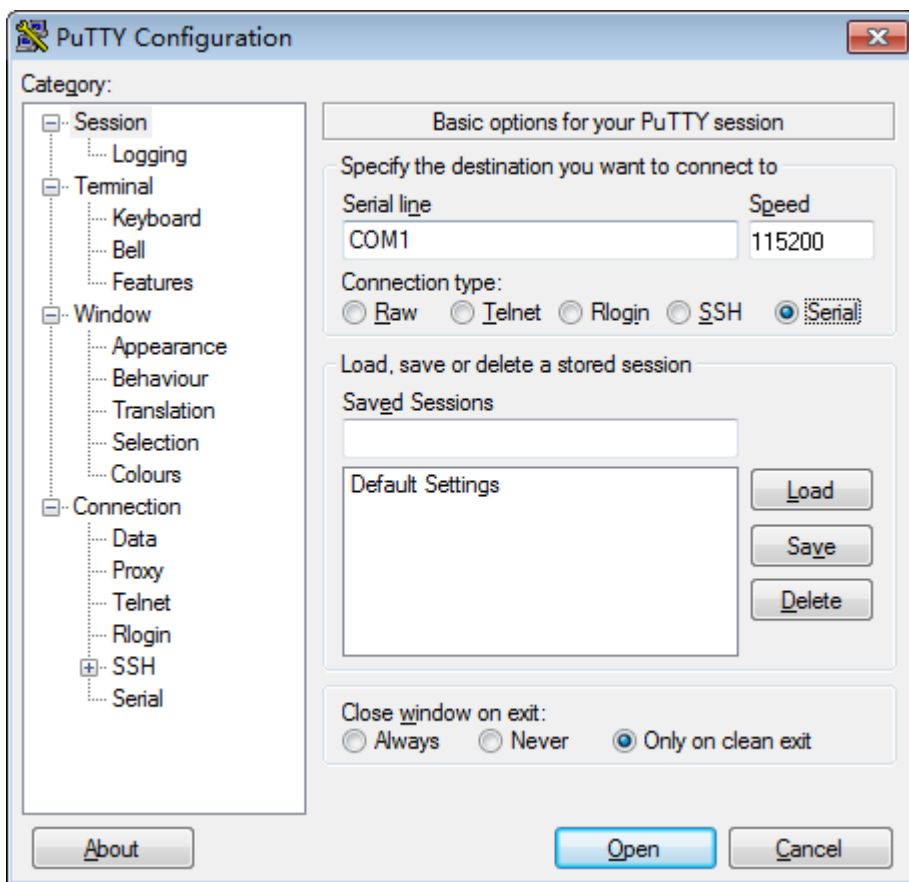 PuTTY Configuration
Category:
Session
Logging
Terminal
Keyboard
Bell
Features
Window
Appearance
Behaviour
Translation
Selection
Colours
Connection
Data
Proxy
Telnet
Rlogin
SSH
Serial
Basic options for your PuTTY session
Specify the destination you want to connect to
Serial line Speed
COM1 115200
Connection type:
Raw Telnet Rlogin SSH Serial
Load, save or delete a stored session
Saved Sessions
Default Settings
Load
Save
Delete
Close window on exit:
Always Never Only on clean exit
About Open Cancel